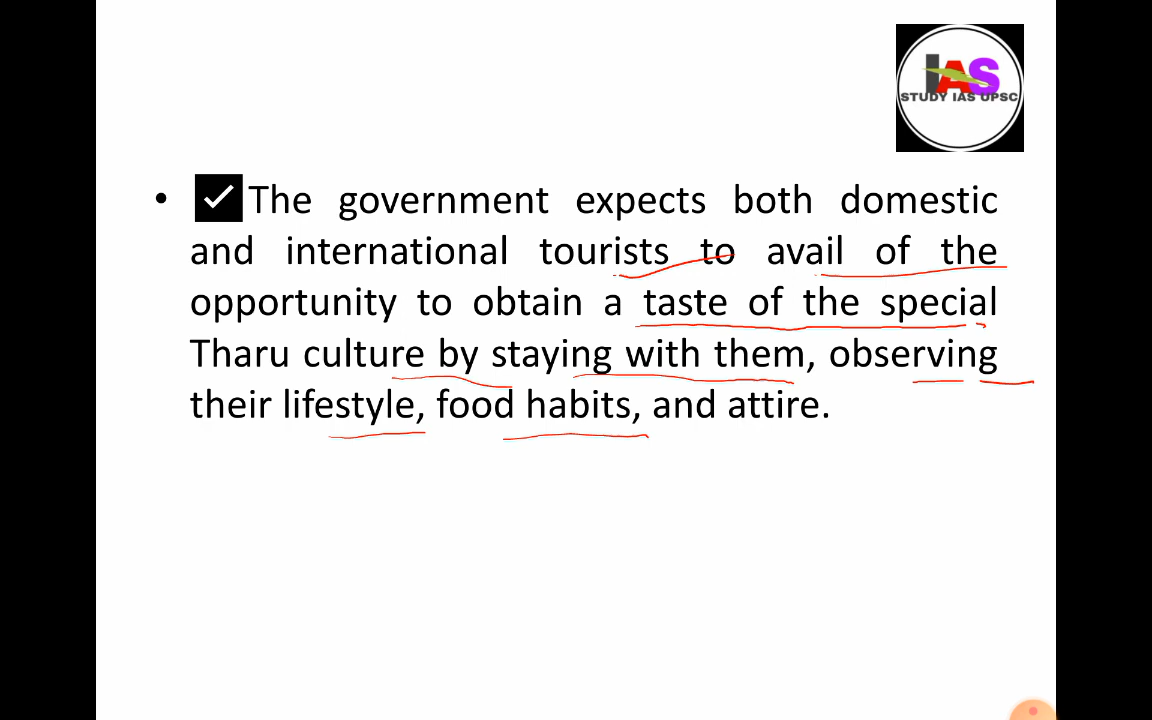 IAS
STUDY IAS UPSC
• ✓The government expects both domestic
and international tourists to avail of the
opportunity to obtain a taste of the special
Tharu culture by staying with them, observing
their lifestyle, food habits, and attire.